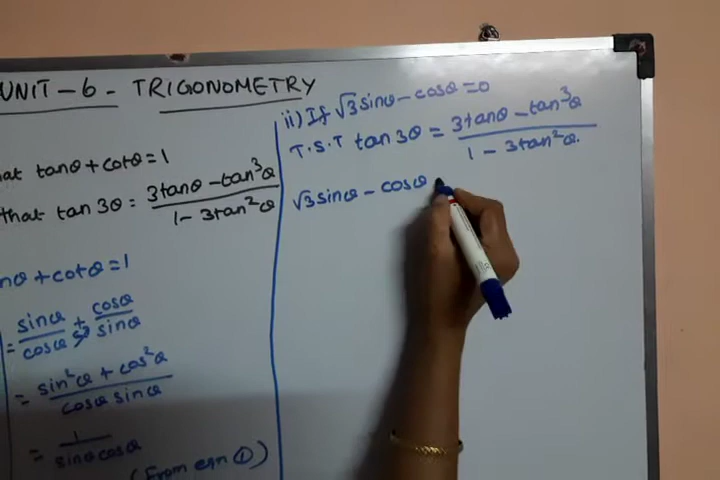 UNIT-6 - TRIGONOMETRY
hat tanθ + cotθ = 1
that tan 3θ = (3tanθ - tan³θ)/(1 - 3tan²θ)
nθ + cotθ = 1
= sinθ/cosθ + cosθ/sinθ
= (sin²θ + cos²θ)/(cosθ sinθ)
= 1/(sinθ cosθ)
(From eqn ①)
ii) If √3 sinθ - cosθ = 0
T.S.T tan 3θ = (3tanθ - tan³θ)/(1 - 3tan²θ).
√3 sinθ - cosθ